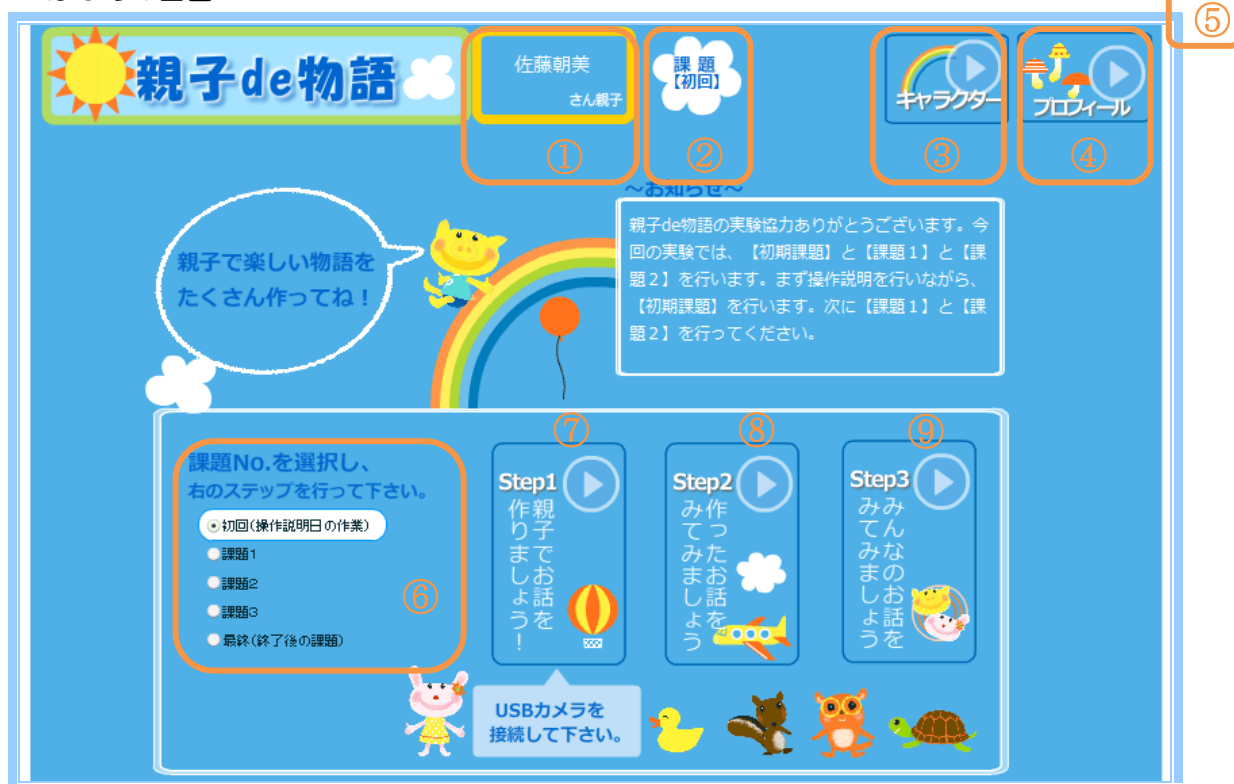 ⑤
親子de物語
佐藤朝美
さん親子
課 題
【初回】
キャラクター
プロフィール
①
②
③
④
~お知らせ~
親子de物語の実験協力ありがとうございます。今
回の実験では、【初期課題】と【課題1】と【課
題2】を行います。まず操作説明を行いながら、
【初期課題】を行います。次に【課題1】と【課
題2】を行ってください。
親子で楽しい物語を
たくさん作ってね!
課題No.を選択し、
右のステップを行って下さい。
初回(操作説明日の作業)
課題1
課題2
課題3
最終(終了後の課題)
⑥
⑦
Step1
親子でお話を
作りましょう!
⑧
Step2
作ったお話を
みてみましょう
⑨
Step3
みんなのお話を
みてみましょう
USBカメラを
接続して下さい。